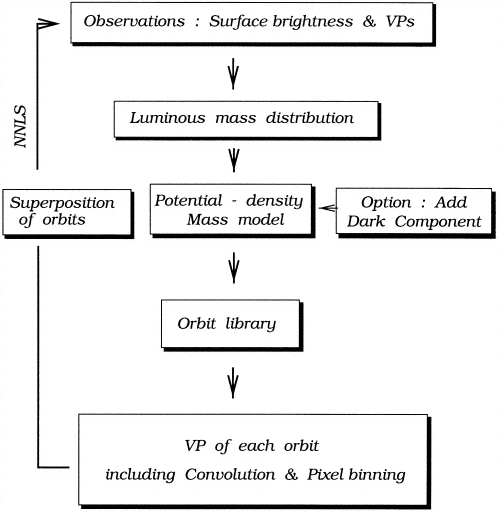 Observations : Surface brightness & VPs
Luminous mass distribution
NNLS
Superposition
of orbits
Potential - density
Mass model
Option : Add
Dark Component
Orbit library
VP of each orbit
including Convolution & Pixel binning